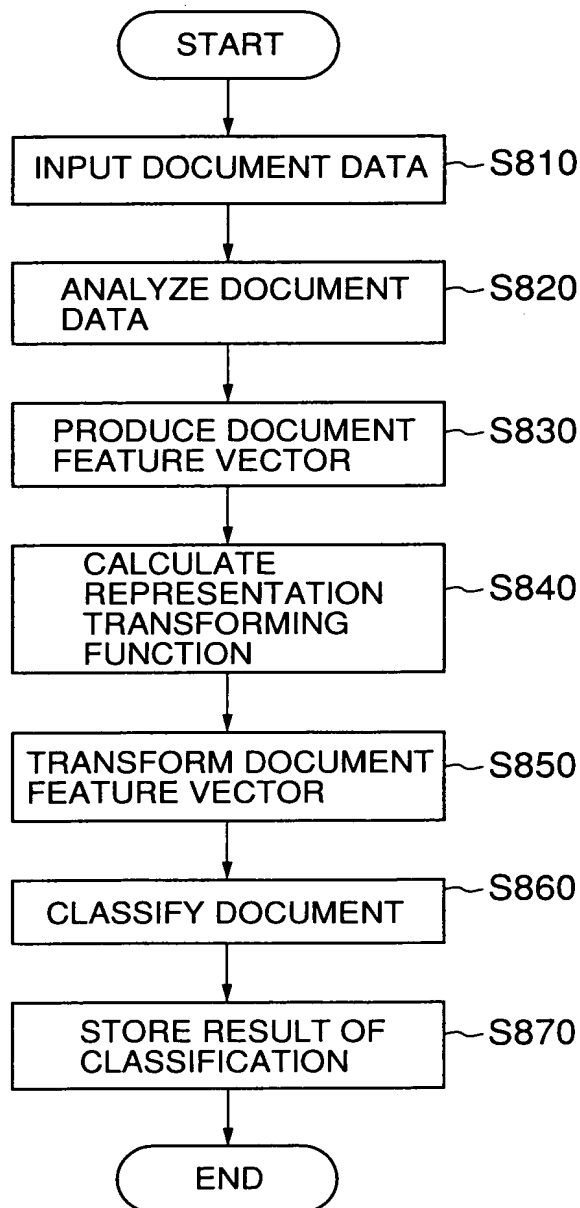 START
INPUT DOCUMENT DATA
S810
ANALYZE DOCUMENT
DATA
S820
PRODUCE DOCUMENT
FEATURE VECTOR
S830
CALCULATE
REPRESENTATION
TRANSFORMING
FUNCTION
S840
TRANSFORM DOCUMENT
FEATURE VECTOR
S850
CLASSIFY DOCUMENT
S860
STORE RESULT OF
CLASSIFICATION
S870
END